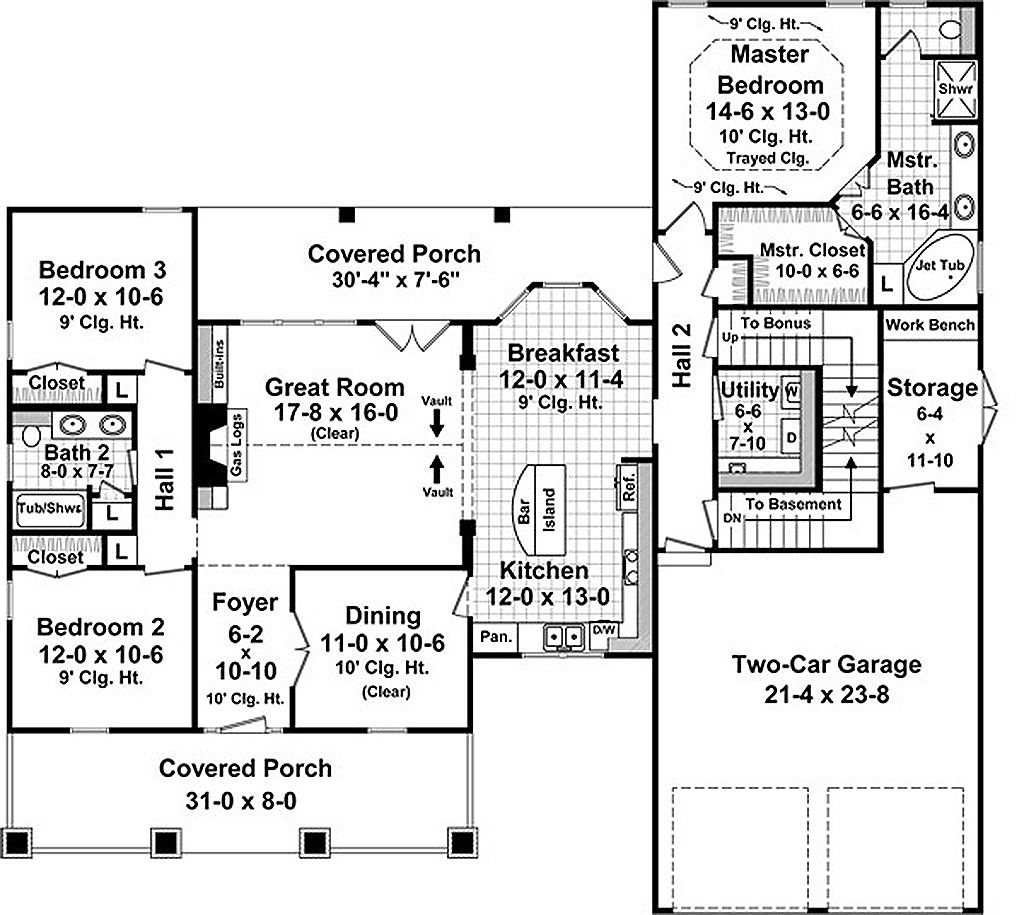 9' Clg. Ht.
Master
Bedroom
14-6 x 13-0
10' Clg. Ht.
Trayed Clg.
9' Clg. Ht.
Shwr
Mstr.
Bath
6-6 x 16-4
Mstr. Closet
10-0 x 6-6
Jet Tub
L
Covered Porch
30'-4" x 7'-6"
Bedroom 3
12-0 x 10-6
9' Clg. Ht.
Closet
L
Bath 2
8-0 x 7-7
Tub/Shwr
L
Closet
L
Hall 1
Built-ins
Gas Logs
Great Room
17-8 x 16-0
(Clear)
Vault
Vault
Breakfast
12-0 x 11-4
9' Clg. Ht.
Hall 2
To Bonus
Up
Work Bench
Utility
6-6
x
7-10
W
D
Storage
6-4
x
11-10
To Basement
DN
Bar
Island
Ref.
Kitchen
12-0 x 13-0
Pan.
D/W
Bedroom 2
12-0 x 10-6
9' Clg. Ht.
Foyer
6-2
x
10-10
10' Clg. Ht.
Dining
11-0 x 10-6
10' Clg. Ht.
(Clear)
Two-Car Garage
21-4 x 23-8
Covered Porch
31-0 x 8-0